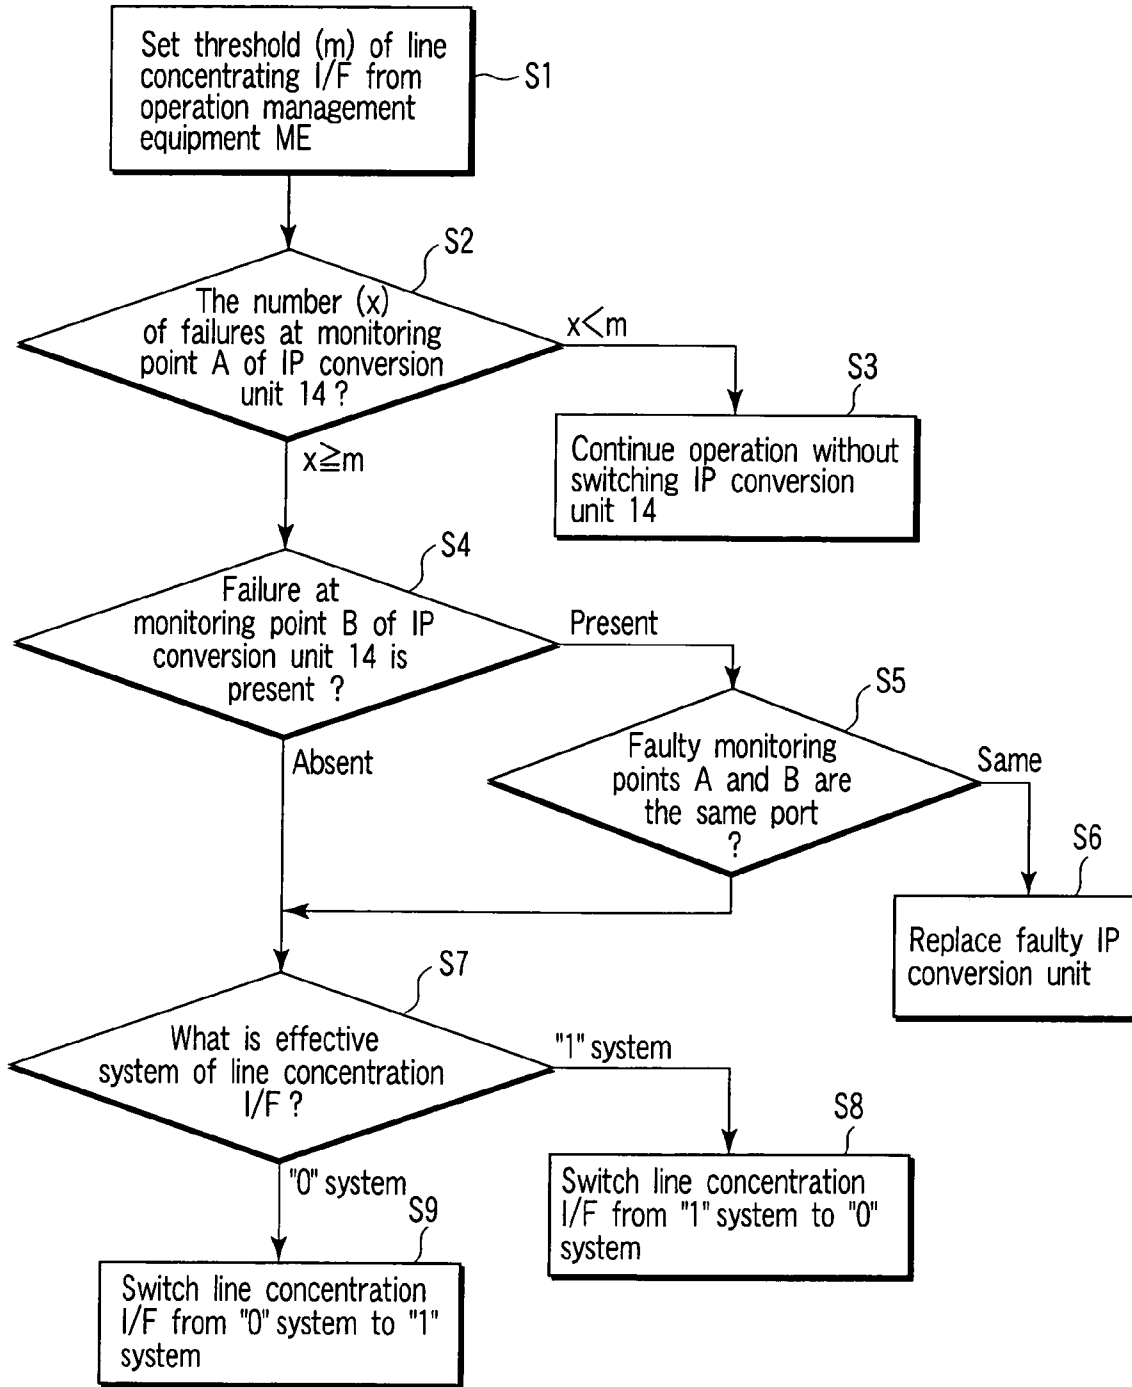 Set threshold (m) of line
concentrating I/F from
operation management
equipment ME
S1
S2
The number (x)
of failures at monitoring
point A of IP conversion
unit 14 ?
x<m
S3
Continue operation without
switching IP conversion
unit 14
x≧m
S4
Failure at
monitoring point B of IP
conversion unit 14 is
present ?
Present
S5
Faulty monitoring
points A and B are
the same port
?
Same
Absent
S6
Replace faulty IP
conversion unit
S7
What is effective
system of line concentration
I/F ?
"1" system
S8
Switch line concentration
I/F from "1" system to "0"
system
"0" system
S9
Switch line concentration
I/F from "0" system to "1"
system